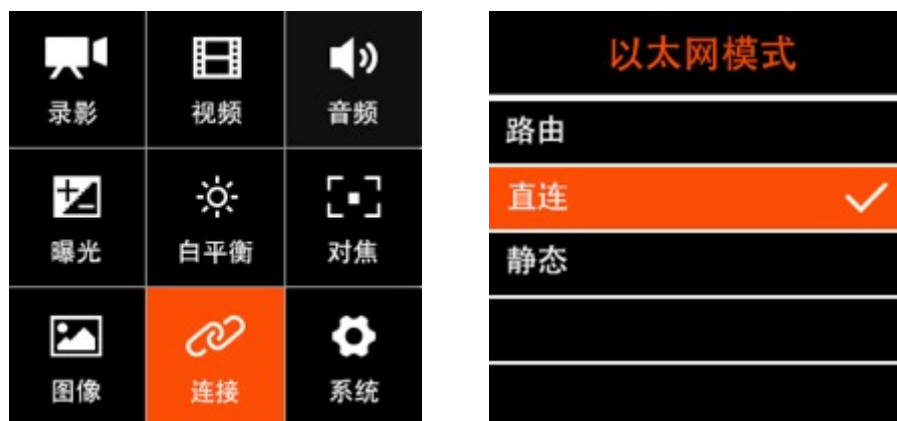 录影 视频 音频
曝光 白平衡 对焦
图像 连接 系统
以太网模式
路由
直连
静态